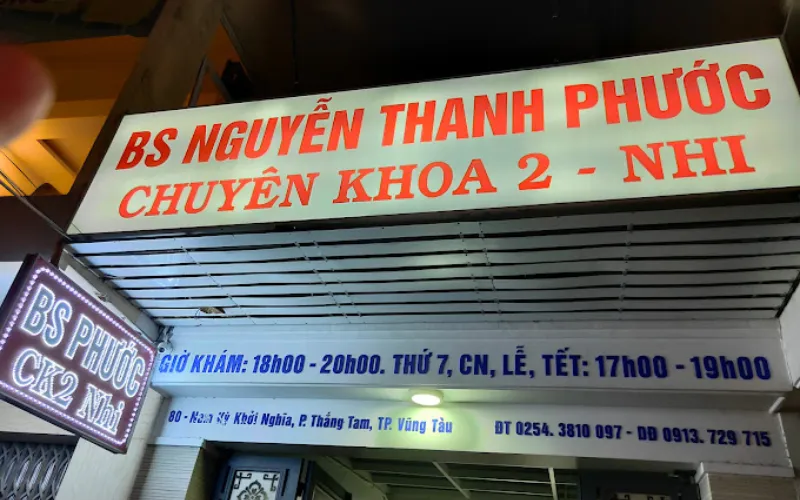 BS NGUYỄN THANH PHƯỚC
CHUYÊN KHOA 2 - NHI
BS PHƯỚC
CK2 Nhi
GIỜ KHÁM: 18h00 - 20h00. THỨ 7, CN, LỄ, TẾT: 17h00 - 19h00
80 - Nam Kỳ Khởi Nghĩa, P. Thắng Tam, TP. Vũng Tàu ĐT 0254. 3810 097 - DĐ 0913. 729 715